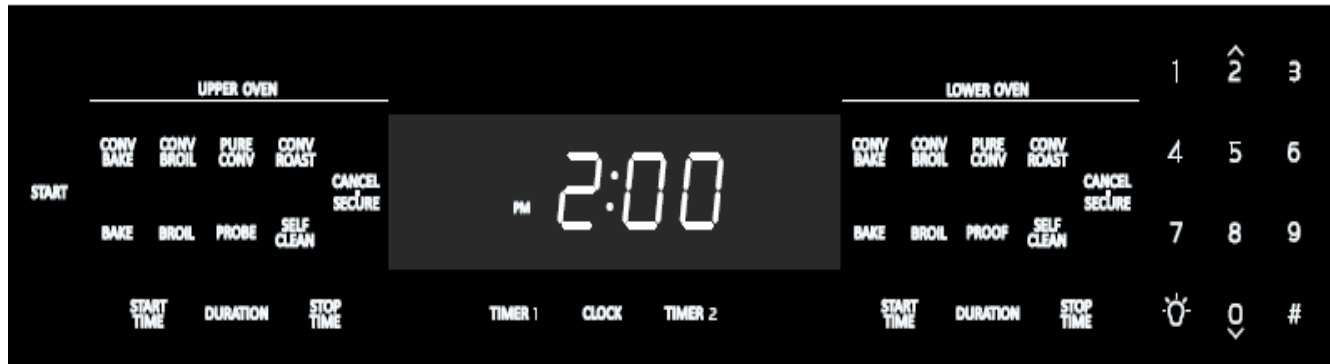 UPPER OVEN
CONV BAKE
CONV BROIL
PURE CONV
CONV ROAST
START
CANCEL SECURE
BAKE
BROIL
PROBE
SELF CLEAN
START TIME
DURATION
STOP TIME
PM 2:00
TIMER 1
CLOCK
TIMER 2
LOWER OVEN
CONV BAKE
CONV BROIL
PURE CONV
CONV ROAST
CANCEL SECURE
BAKE
BROIL
PROOF
SELF CLEAN
START TIME
DURATION
STOP TIME
1 2 3
4 5 6
7 8 9
0 #